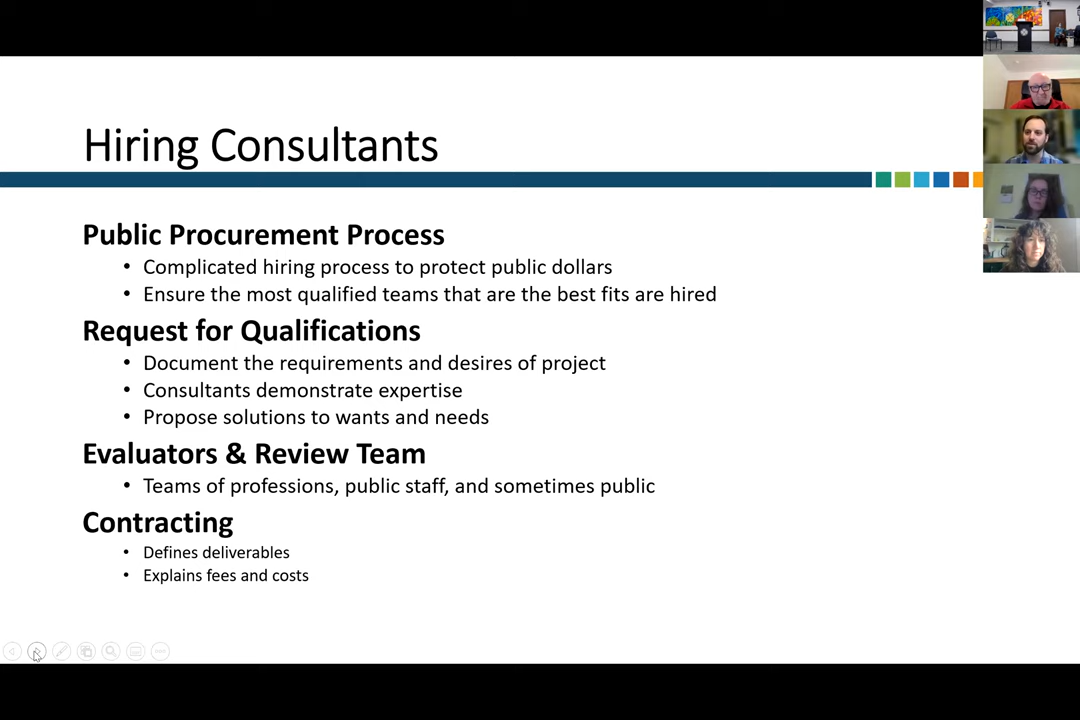 Hiring Consultants
Public Procurement Process
• Complicated hiring process to protect public dollars
• Ensure the most qualified teams that are the best fits are hired
Request for Qualifications
• Document the requirements and desires of project
• Consultants demonstrate expertise
• Propose solutions to wants and needs
Evaluators & Review Team
• Teams of professions, public staff, and sometimes public
Contracting
• Defines deliverables
• Explains fees and costs